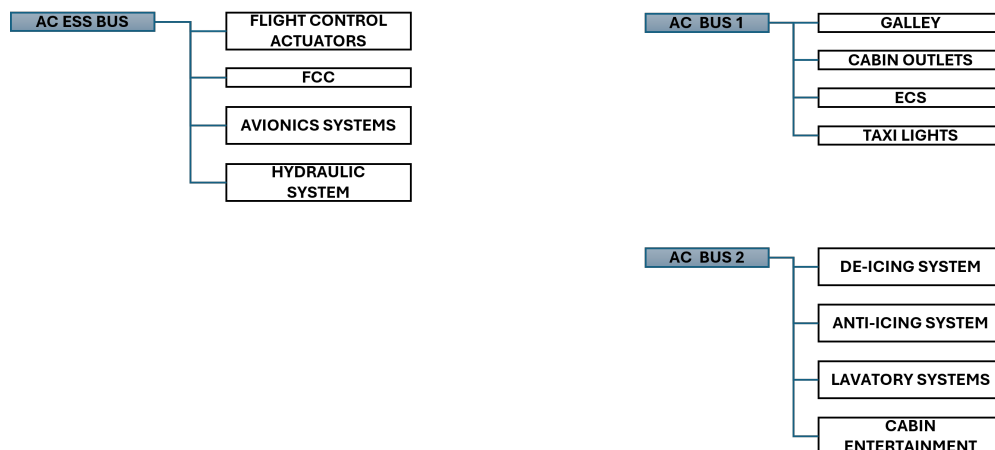 AC ESS BUS
FLIGHT CONTROL
ACTUATORS
FCC
AVIONICS SYSTEMS
HYDRAULIC
SYSTEM
AC BUS 1
GALLEY
CABIN OUTLETS
ECS
TAXI LIGHTS
AC BUS 2
DE-ICING SYSTEM
ANTI-ICING SYSTEM
LAVATORY SYSTEMS
CABIN
ENTERTAINMENT